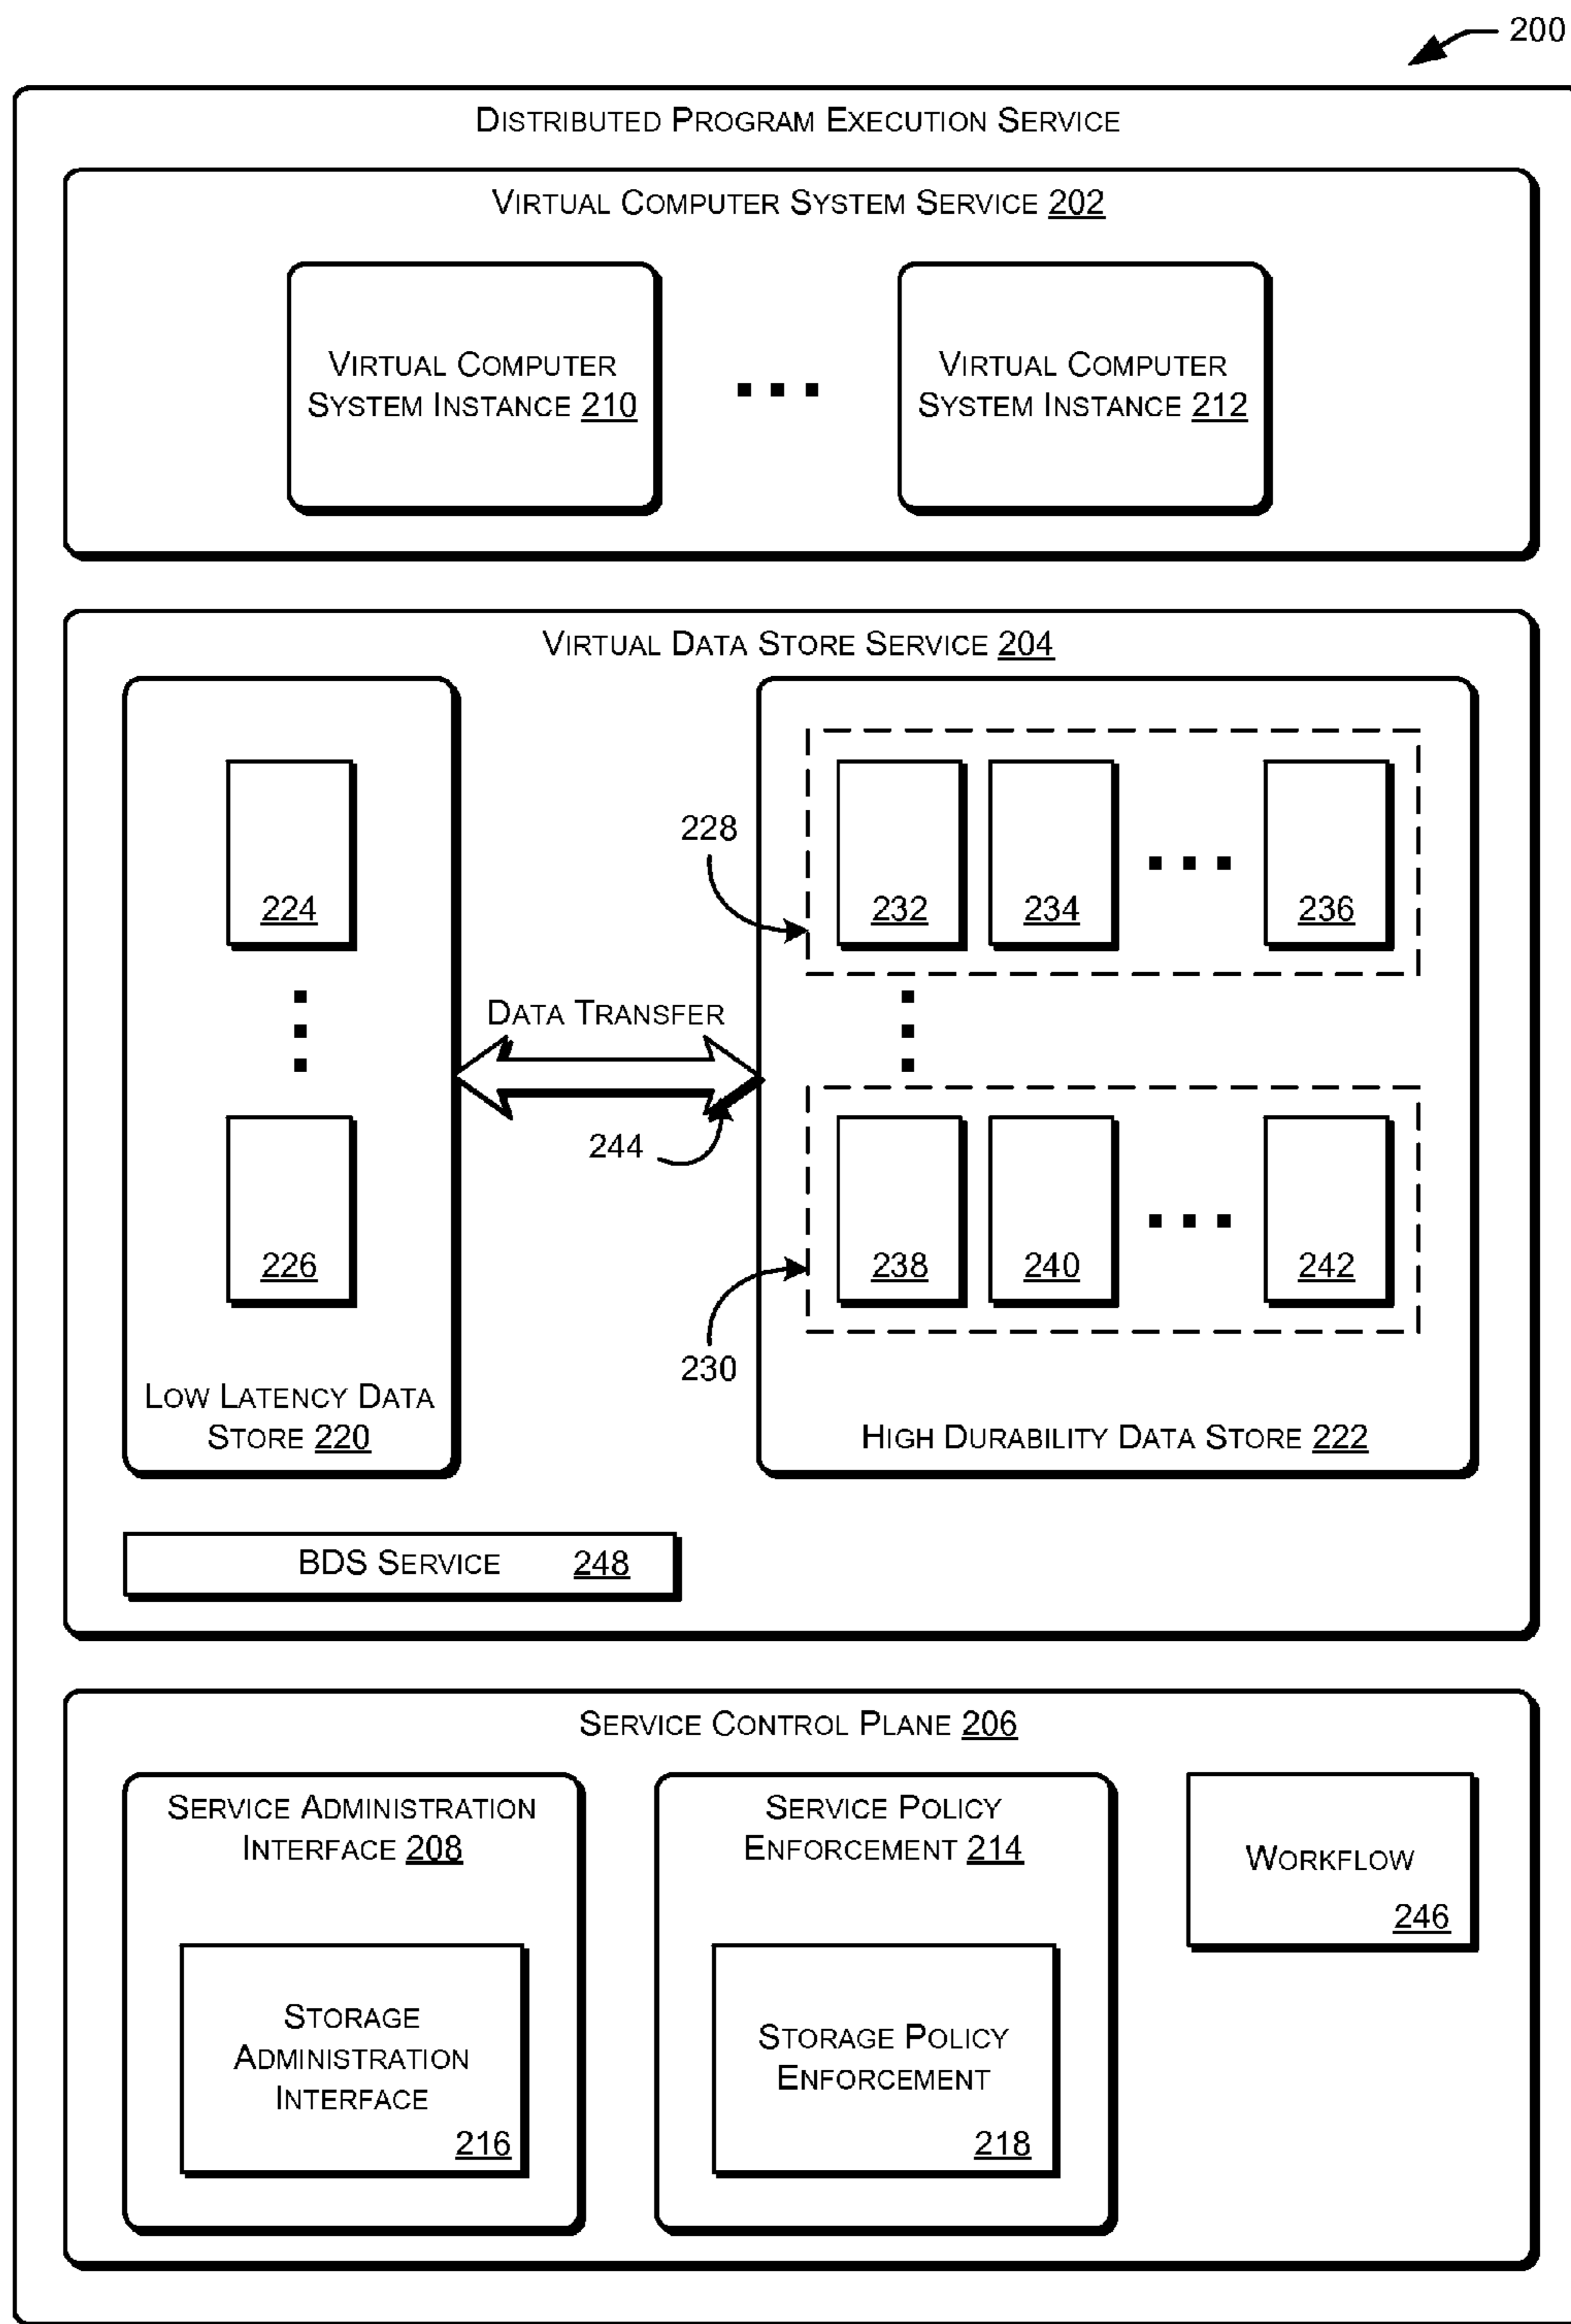 200
DISTRIBUTED PROGRAM EXECUTION SERVICE
VIRTUAL COMPUTER SYSTEM SERVICE 202
VIRTUAL COMPUTER
SYSTEM INSTANCE 210
VIRTUAL COMPUTER
SYSTEM INSTANCE 212
VIRTUAL DATA STORE SERVICE 204
224
226
LOW LATENCY DATA
STORE 220
DATA TRANSFER
244
228
232 234 236
230
238 240 242
HIGH DURABILITY DATA STORE 222
BDS SERVICE 248
SERVICE CONTROL PLANE 206
SERVICE ADMINISTRATION
INTERFACE 208
STORAGE
ADMINISTRATION
INTERFACE
216
SERVICE POLICY
ENFORCEMENT 214
STORAGE POLICY
ENFORCEMENT
218
WORKFLOW
246